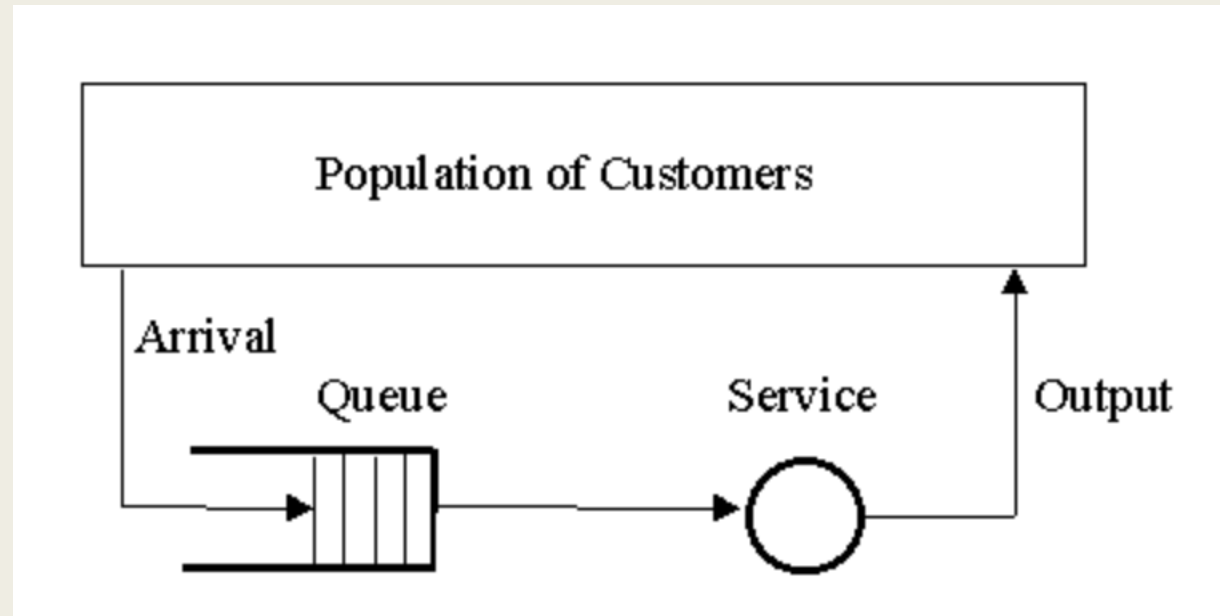 Population of Customers
Arrival
Queue
Service
Output